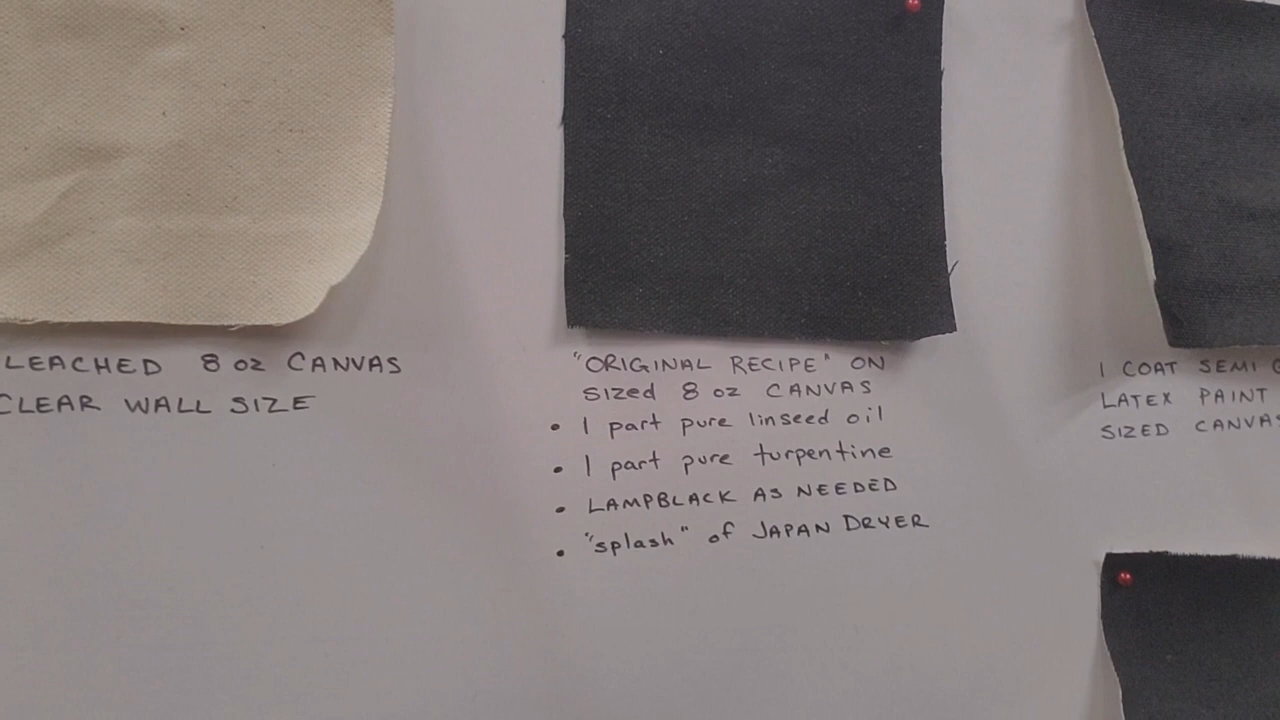 LEACHED 8 oz CANVAS
CLEAR WALL SIZE
"ORIGINAL RECIPE" ON
SIZed 8 oz CANVAS
• 1 part pure linseed oil
• 1 part pure turpentine
• LAMPBLACK AS NEEDED
• "splash" of JAPAN DRYER
1 COAT SEMI
LATEX PAINT
SIZED CANVAS